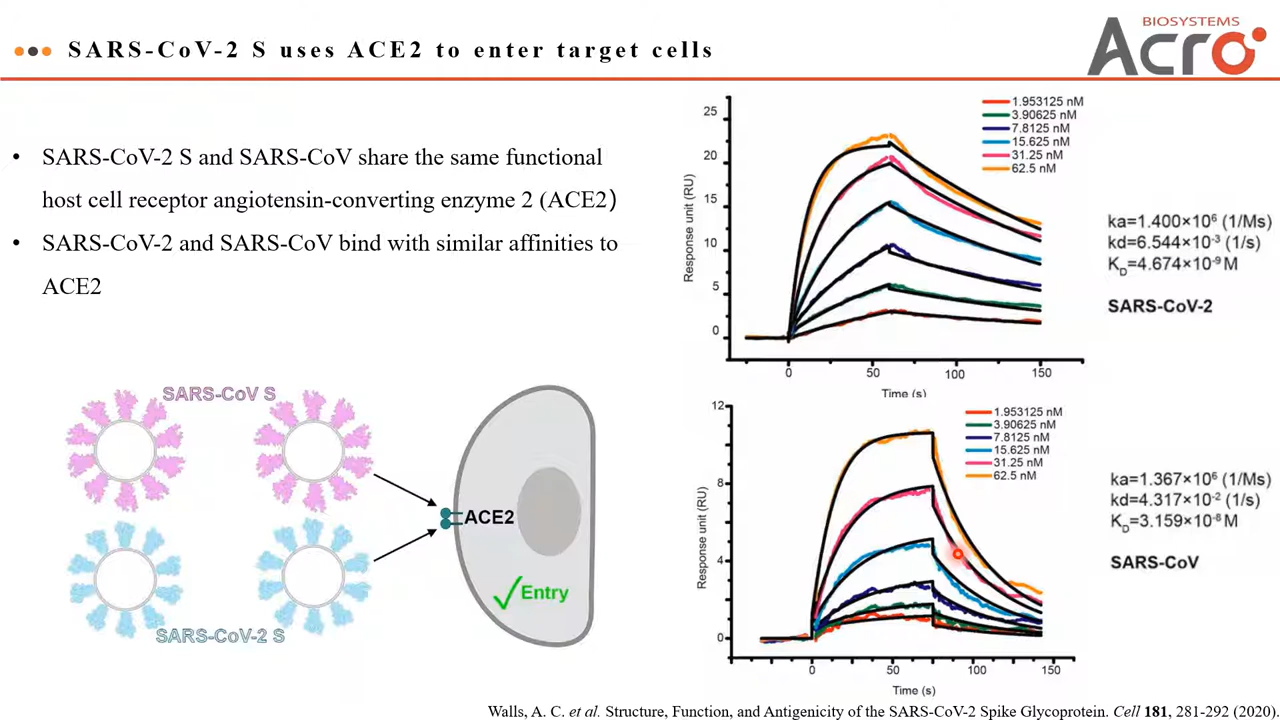 SARS-CoV-2 S uses ACE2 to enter target cells
BIOSYSTEMS
Acro
• SARS-CoV-2 S and SARS-CoV share the same functional
host cell receptor angiotensin-converting enzyme 2 (ACE2)
• SARS-CoV-2 and SARS-CoV bind with similar affinities to
ACE2
SARS-CoV S
SARS-CoV-2 S
ACE2
Entry
25
20
15
10
5
0
Response unit (RU)
0 50 100 150
Time (s)
1.953125 nM
3.90625 nM
7.8125 nM
15.625 nM
31.25 nM
62.5 nM
ka=1.400×10⁶ (1/Ms)
kd=6.544×10⁻³ (1/s)
K_D=4.674×10⁻⁹ M
SARS-CoV-2
12
8
4
0
Response unit (RU)
0 50 100 150
Time (s)
1.953125 nM
3.90625 nM
7.8125 nM
15.625 nM
31.25 nM
62.5 nM
ka=1.367×10⁶ (1/Ms)
kd=4.317×10⁻² (1/s)
K_D=3.159×10⁻⁸ M
SARS-CoV
Walls, A. C. et al. Structure, Function, and Antigenicity of the SARS-CoV-2 Spike Glycoprotein. Cell 181, 281-292 (2020).